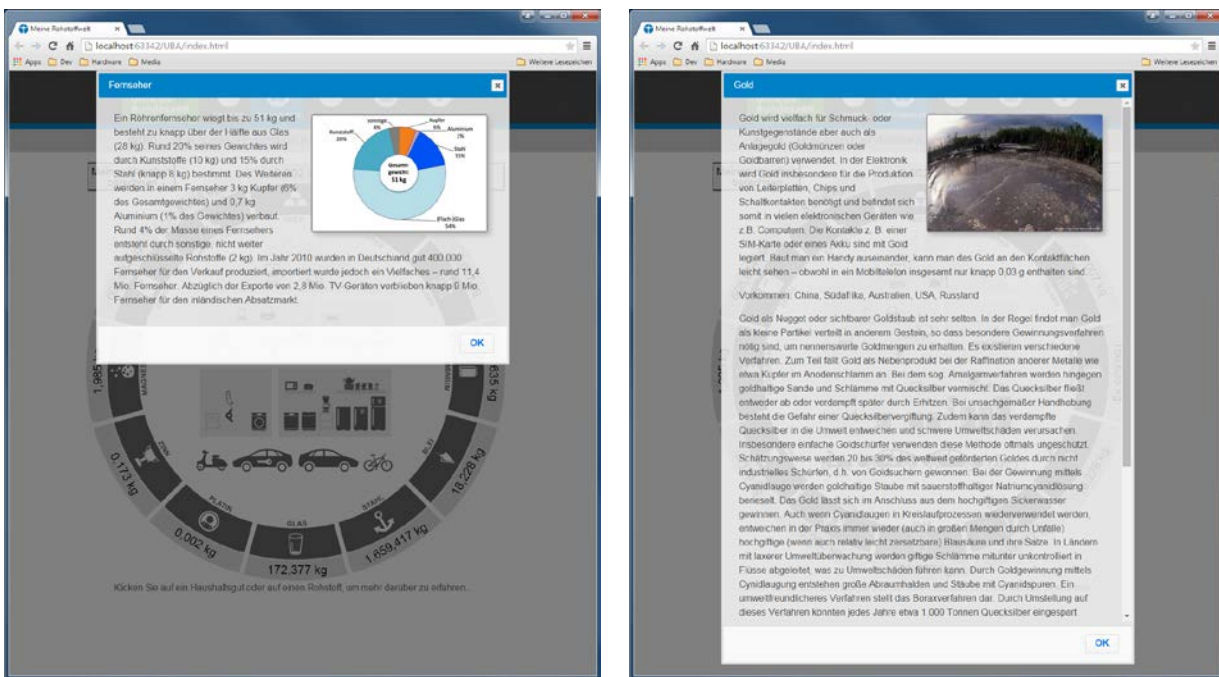 Meine Rohstoffwelt
localhost:63342/UBA/index.html
Apps Dev Hardware Media Weitere Lesezeichen
Fernseher
Ein Röhrenfernseher wiegt bis zu 51 kg und
besteht zu knapp über der Hälfte aus Glas
(28 kg). Rund 20% seines Gewichtes wird
durch Kunststoffe (10 kg) und 15% durch
Stahl (knapp 8 kg) bestimmt. Des Weiteren
werden in einem Fernseher 3 kg Kupfer (6%
des Gesamtgewichtes) und 0,7 kg
Aluminium (1% des Gewichtes) verbaut.
Rund 4% der Masse eines Fernsehers
entsteht durch sonstige, nicht weiter
aufgeschlüsselte Rohstoffe (2 kg). Im Jahr 2010 wurden in Deutschland gut 400.000
Fernseher für den Verkauf produziert, importiert wurde jedoch ein Vielfaches – rund 11,4
Mio. Fernseher. Abzüglich der Exporte von 2,8 Mio. TV-Geräten verblieben knapp 9 Mio.
Fernseher für den inländischen Absatzmarkt.
sonstige
4%
Kupfer
6%
Aluminium
1%
Stahl
15%
(Flach-)Glas
54%
Kunststoff
20%
Gesamt-
gewicht:
51 kg
OK
1,985 kg
MAGNES
ZINN
0,173 kg
PLATIN
0,002 kg
GLAS
172,377 kg
STAHL
1.659,417 kg
BLEI
18,228 kg
635 kg
Klicken Sie auf ein Haushaltsgut oder auf einen Rohstoff, um mehr darüber zu erfahren.
Meine Rohstoffwelt
localhost:63342/UBA/index.html
Apps Dev Hardware Media Weitere Lesezeichen
Gold
Gold wird vielfach für Schmuck- oder
Kunstgegenstände aber auch als
Anlagegold (Goldmünzen oder
Goldbarren) verwendet. In der Elektronik
wird Gold insbesondere für die Produktion
von Leiterplatten, Chips und
Schaltkontakten benötigt und befindet sich
somit in vielen elektronischen Geräten wie
z.B. Computern. Die Kontakte z. B. einer
SIM-Karte oder eines Akku sind mit Gold
legiert. Baut man ein Handy auseinander, kann man das Gold an den Kontaktflächen
leicht sehen – obwohl in ein Mobiltelefon insgesamt nur knapp 0,03 g enthalten sind.
Vorkommen: China, Südafrika, Australien, USA, Russland
Gold als Nugget oder sichtbarer Goldstaub ist sehr selten. In der Regel findet man Gold
als kleine Partikel verteilt in anderem Gestein, so dass besondere Gewinnungsverfahren
nötig sind, um nennenswerte Goldmengen zu erhalten. Es existieren verschiedene
Verfahren. Zum Teil fällt Gold als Nebenprodukt bei der Raffination anderer Metalle wie
etwa Kupfer im Anodenschlamm an. Bei dem sog. Amalgamverfahren werden hingegen
goldhaltige Sande und Schlämme mit Quecksilber vermischt. Das Quecksilber fließt
entweder ab oder verdampft später durch Erhitzen. Bei unsachgemäßer Handhabung
besteht die Gefahr einer Quecksilbervergiftung. Zudem kann das verdampfte
Quecksilber in die Umwelt entweichen und schwere Umweltschäden verursachen.
Insbesondere einfache Goldschürfer verwenden diese Methode oftmals ungeschützt.
Schätzungsweise werden 20 bis 30% des weltweit geförderten Goldes durch nicht
industrielles Schürfen, d.h. von Goldsuchern gewonnen. Bei der Gewinnung mittels
Cyanidlauge werden goldhaltige Stäube mit sauerstoffhaltiger Natriumcyanidlösung
berieselt. Das Gold lässt sich im Anschluss aus dem hochgiftigen Sickerwasser
gewinnen. Auch wenn Cyanidlaugen in Kreislaufprozessen wiederverwendet werden,
entweichen in der Praxis immer wieder (auch in großen Mengen durch Unfälle)
hochgiftige (wenn auch relativ leicht zersetzbare) Blausäure und ihre Salze. In Ländern
mit laxerer Umweltüberwachung werden giftige Schlämme mitunter unkontrolliert in
Flüsse abgeleitet, was zu Umweltschäden führen kann. Durch Goldgewinnung mittels
Cynidlaugung entstehen große Abraumhalden und Stäube mit Cyanidspuren. Ein
umweltfreundlicheres Verfahren stellt das Boraxverfahren dar. Durch Umstellung auf
dieses Verfahren könnten jedes Jahre etwa 1.000 Tonnen Quecksilber eingespart
OK